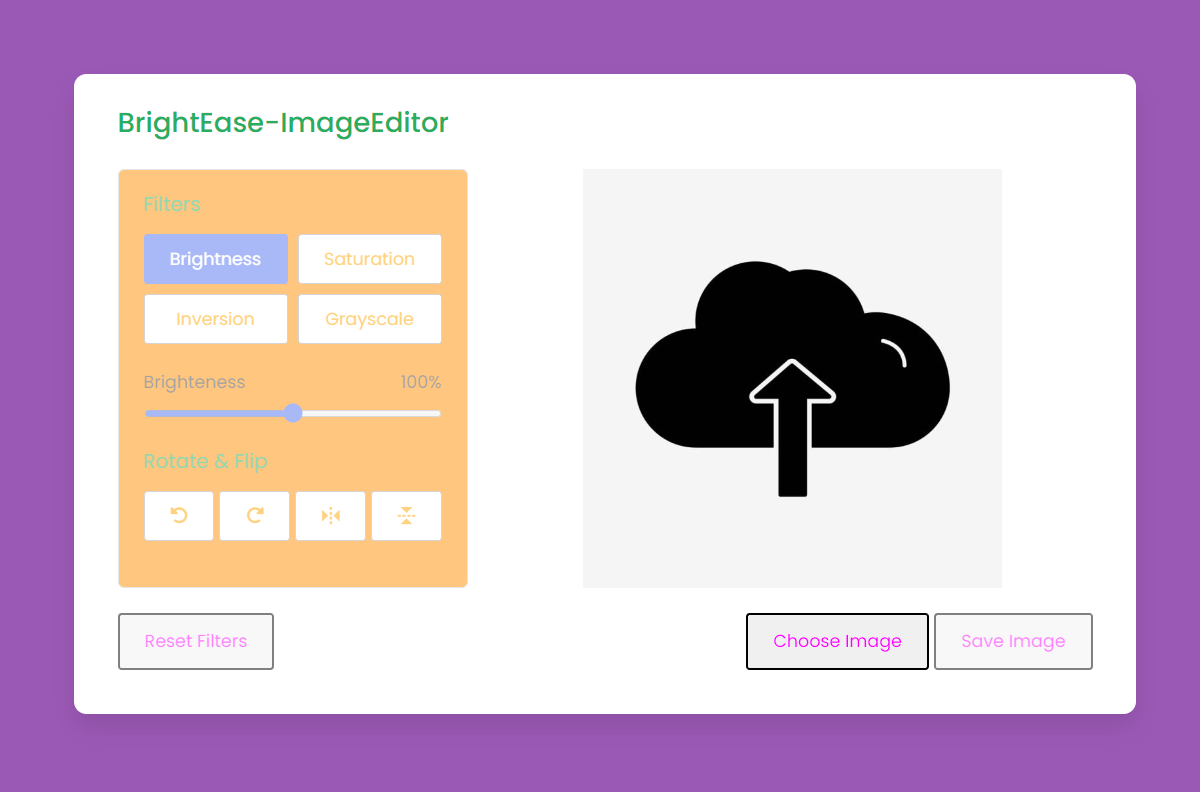 BrightEase-ImageEditor
Filters
Brightness
Saturation
Inversion
Grayscale
Brighteness
100%
Rotate & Flip
Reset Filters
Choose Image
Save Image